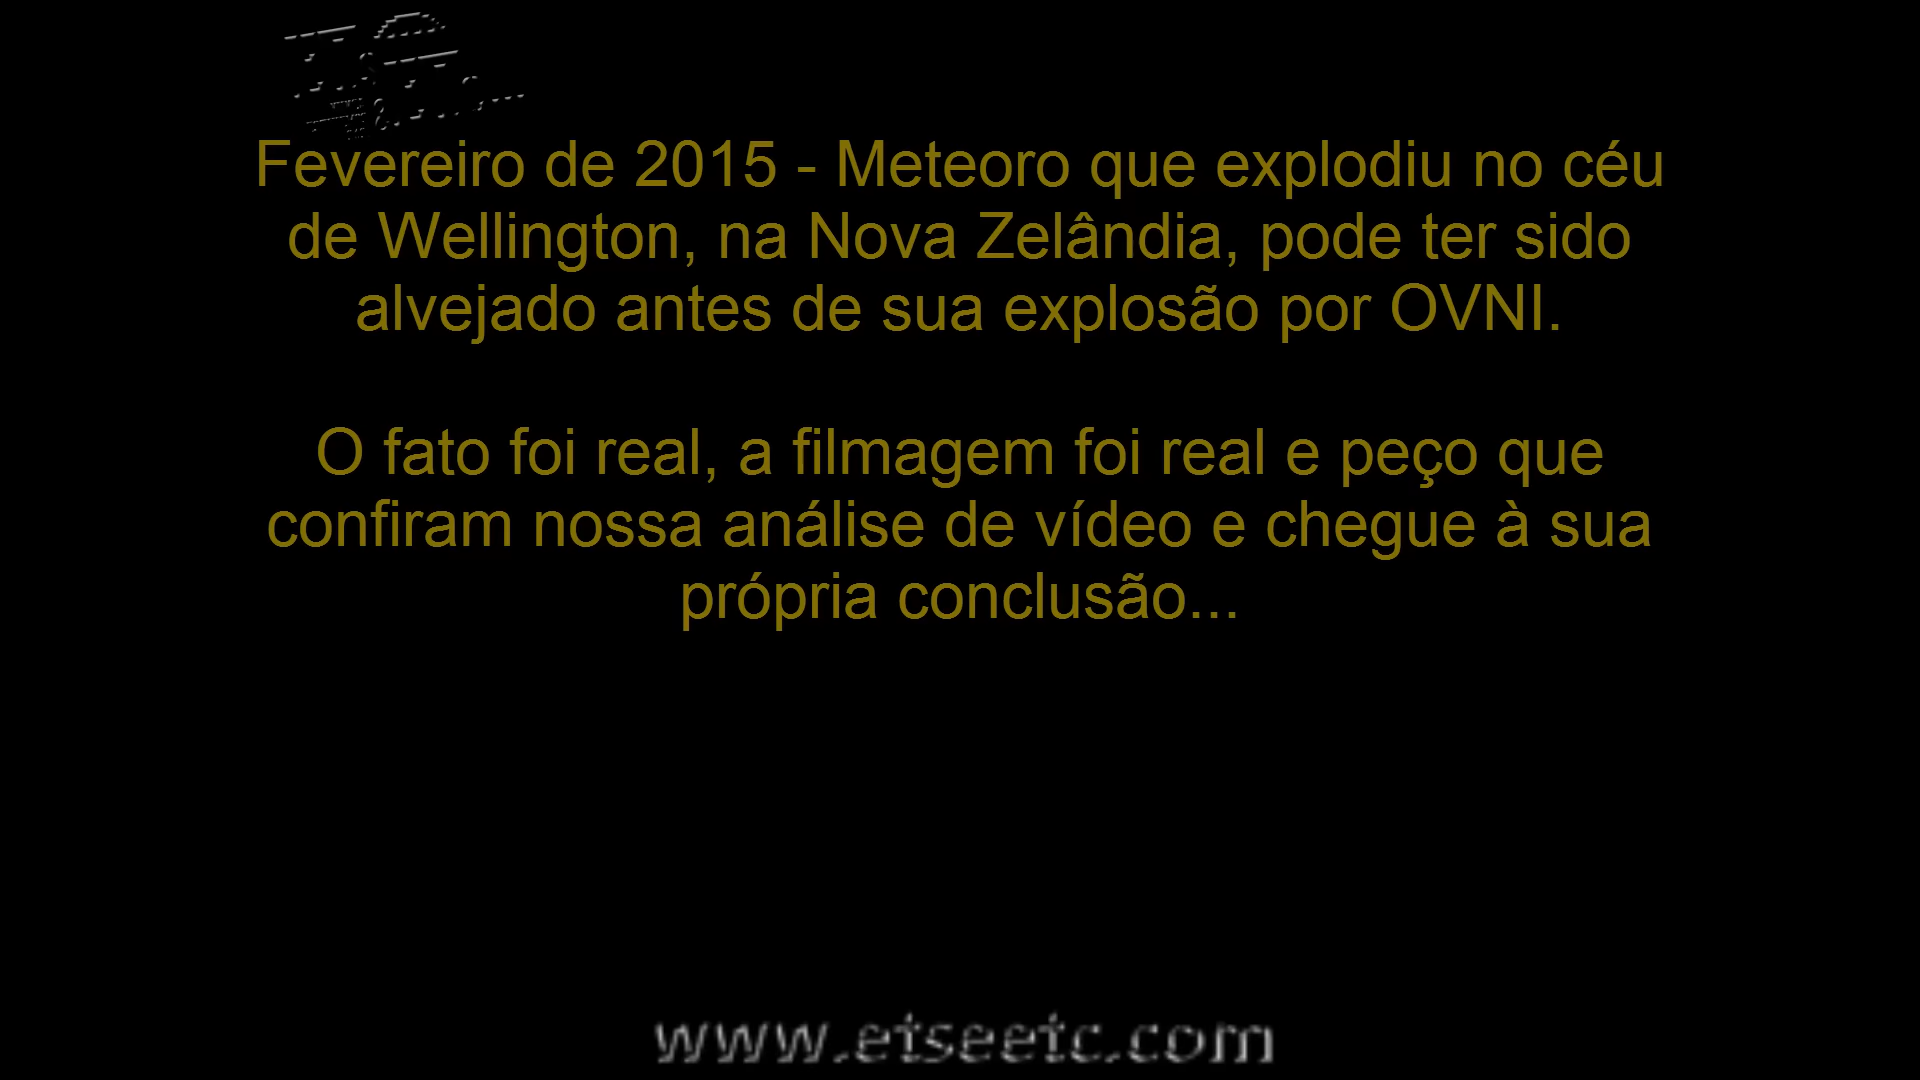 Fevereiro de 2015 - Meteoro que explodiu no céu
de Wellington, na Nova Zelândia, pode ter sido
alvejado antes de sua explosão por OVNI.
O fato foi real, a filmagem foi real e peço que
confiram nossa análise de vídeo e chegue à sua
própria conclusão...
www.etseetc.com